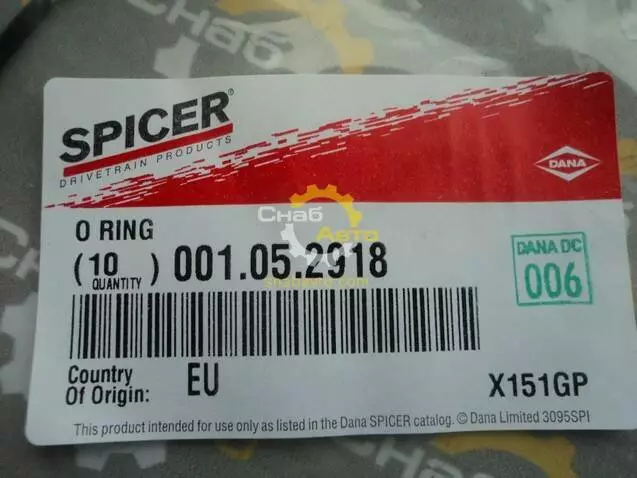 SPICER®
DRIVETRAIN PRODUCTS
DANA
O RING
(10) 001.05.2918
QUANTITY
DANA DC
006
Country
Of Origin: EU
X151GP
This product intended for use only as listed in the Dana SPICER catalog. © Dana Limited 3095SPI
Снаб
Авто